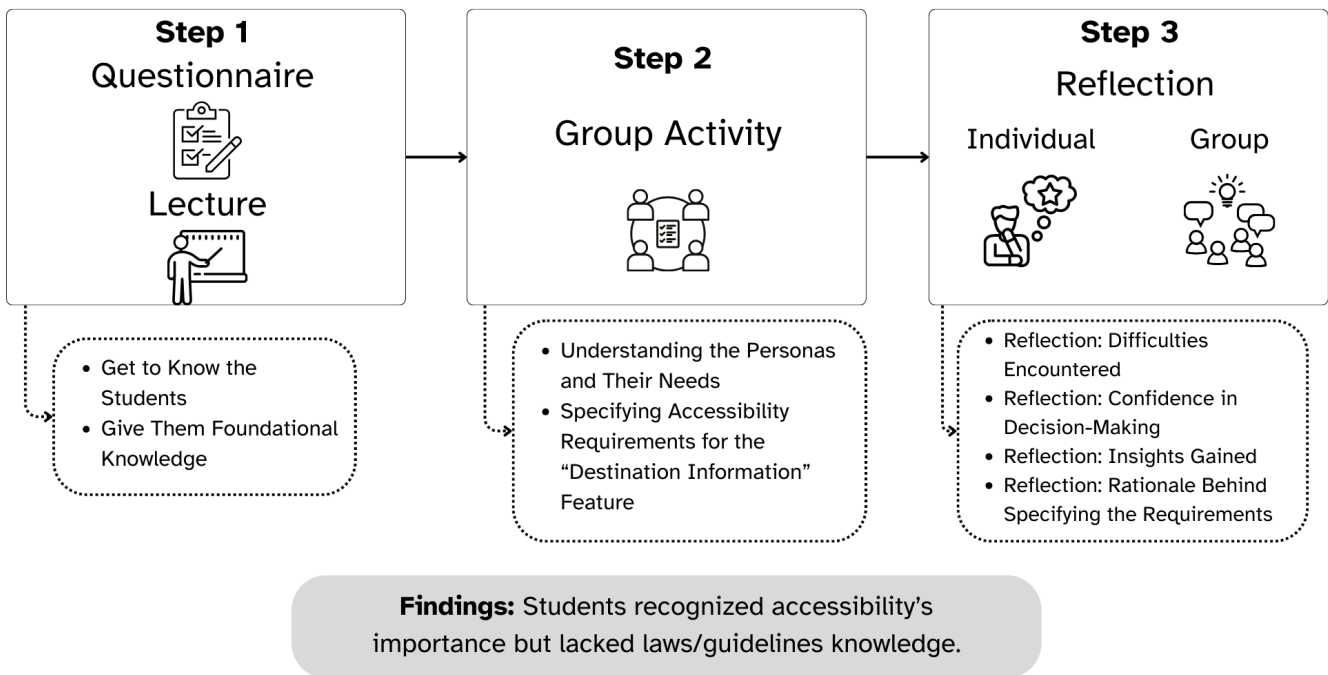 Step 1
Questionnaire
Lecture
Step 2
Group Activity
Step 3
Reflection
Individual
Group
• Get to Know the
Students
• Give Them Foundational
Knowledge
• Understanding the Personas
and Their Needs
• Specifying Accessibility
Requirements for the
“Destination Information”
Feature
• Reflection: Difficulties
Encountered
• Reflection: Confidence in
Decision-Making
• Reflection: Insights Gained
• Reflection: Rationale Behind
Specifying the Requirements
Findings: Students recognized accessibility’s
importance but lacked laws/guidelines knowledge.